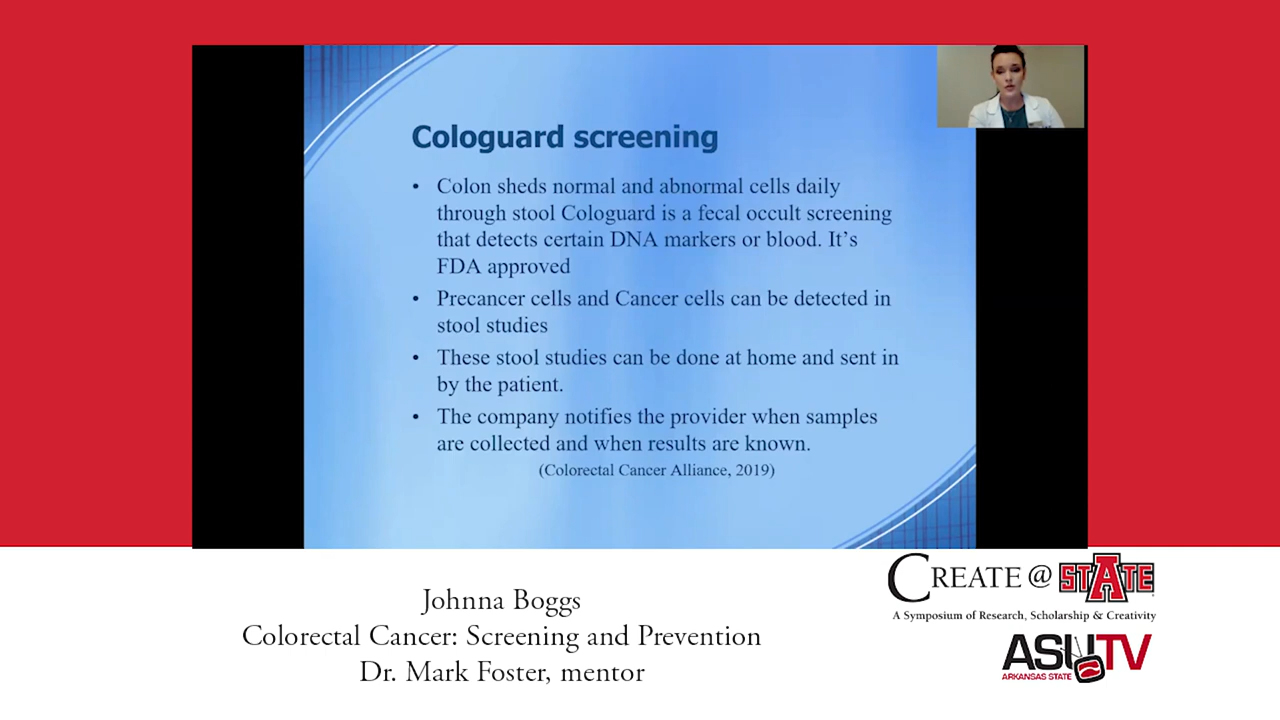 Cologuard screening
• Colon sheds normal and abnormal cells daily
through stool Cologuard is a fecal occult screening
that detects certain DNA markers or blood. It's
FDA approved
• Precancer cells and Cancer cells can be detected in
stool studies
• These stool studies can be done at home and sent in
by the patient.
• The company notifies the provider when samples
are collected and when results are known.
(Colorectal Cancer Alliance, 2019)
Johnna Boggs
Colorectal Cancer: Screening and Prevention
Dr. Mark Foster, mentor
CREATE @ STATE
A Symposium of Research, Scholarship & Creativity
ASUTV
ARKANSAS STATE